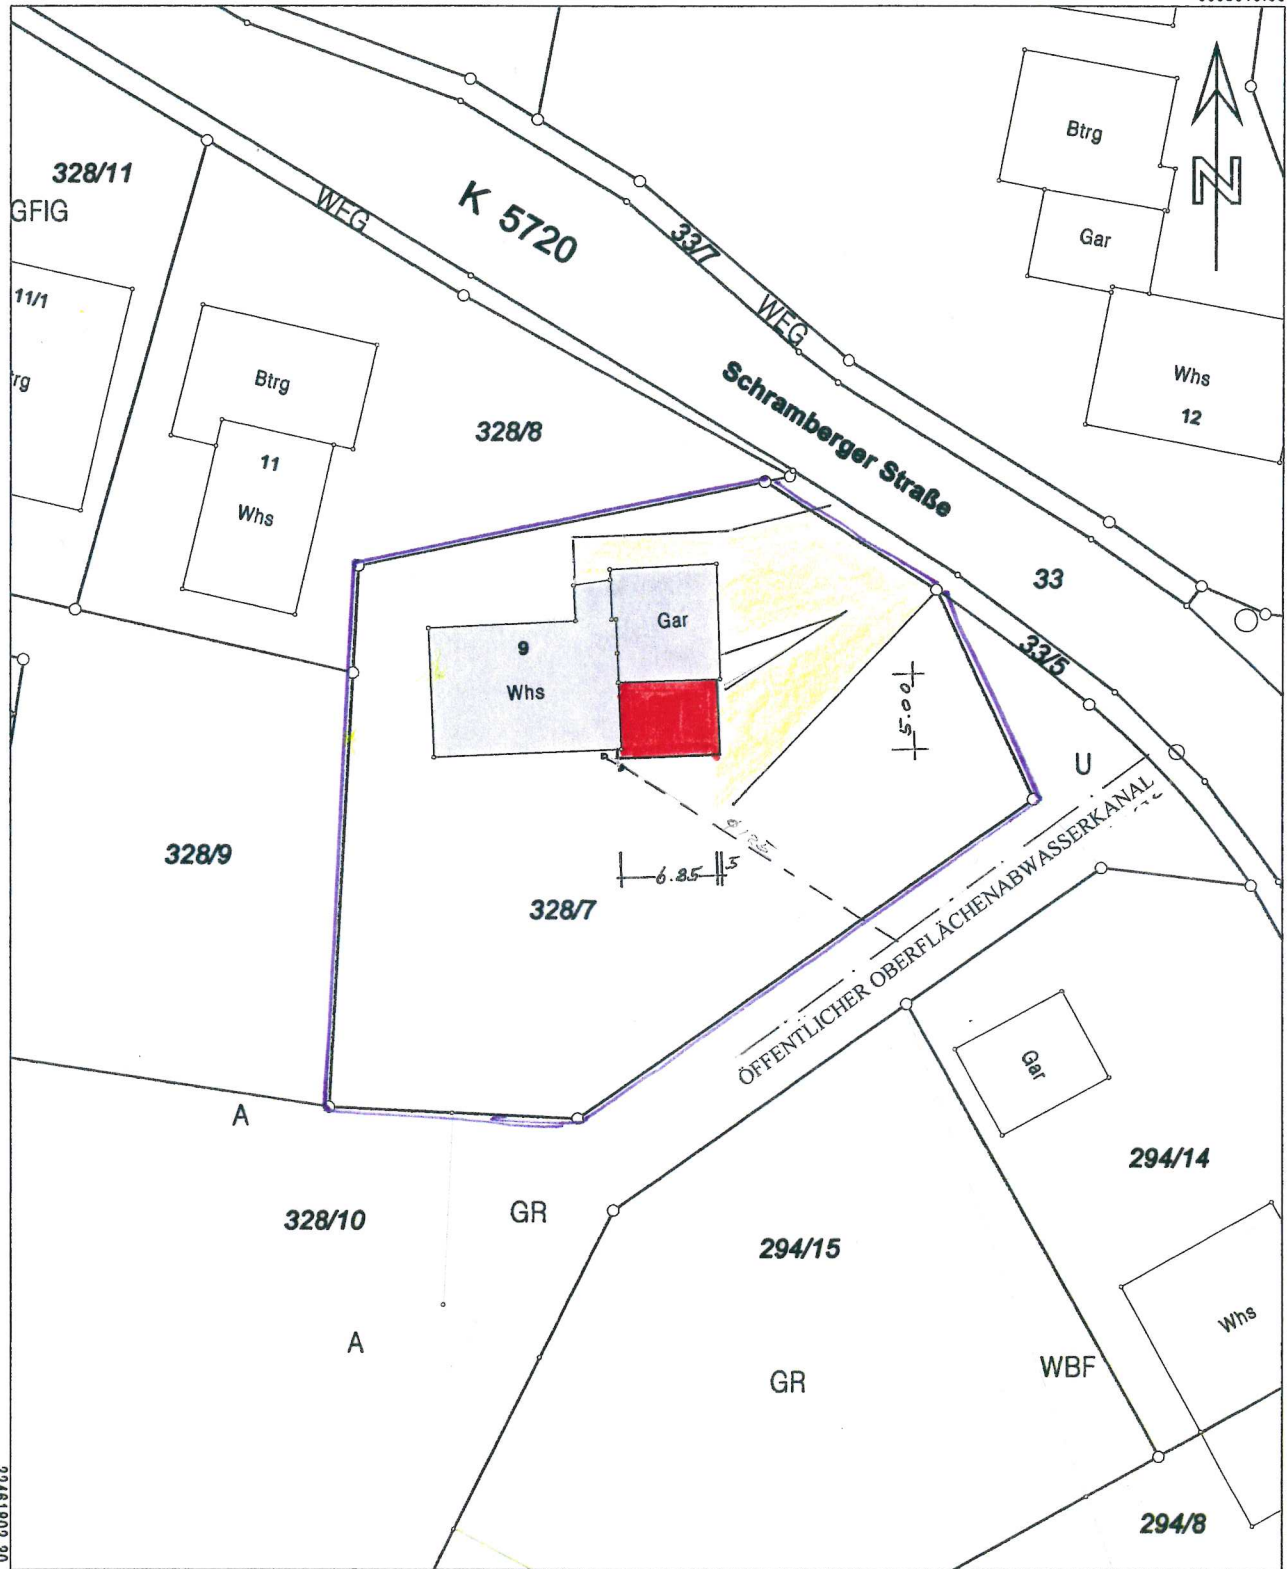 328/11
GFIG
WEG
K 5720
33/7
WEG
Btrg
N
Gar
Whs
12
11/1
trg
Btrg
11
Whs
328/8
Schramberger Straße
33
33/5
Gar
9
Whs
5.00
U
328/9
6.85
5
328/7
ÖFFENTLICHER OBERFLÄCHENABWASSERKANAL
A
328/10
GR
Gar
294/14
294/15
A
GR
WBF
Whs
294/8